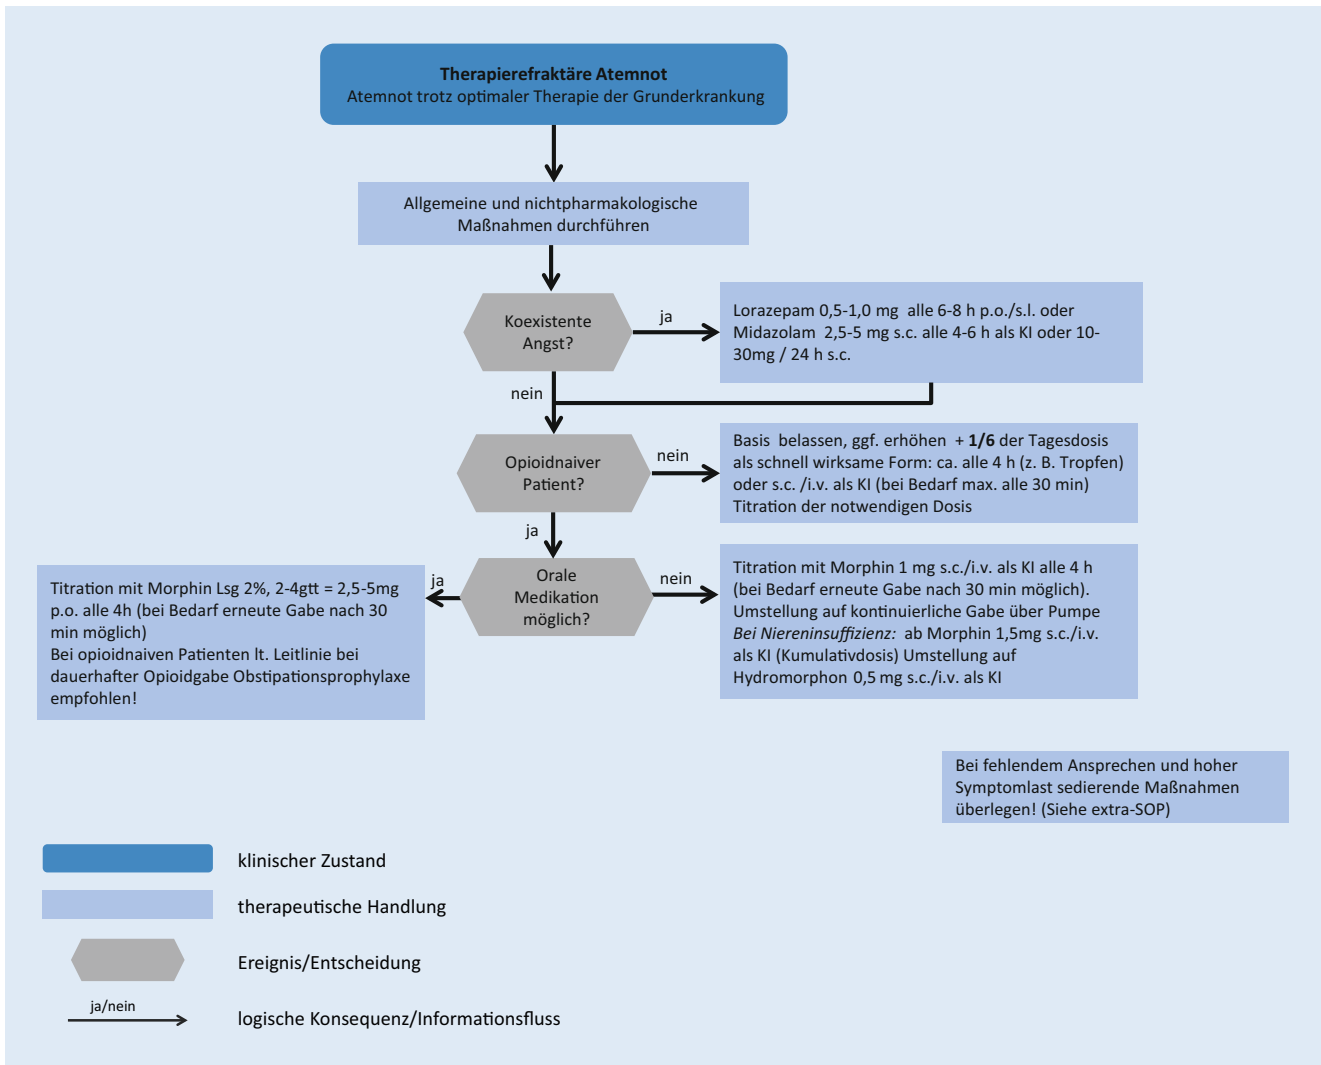 Therapierefraktäre Atemnot
Atemnot trotz optimaler Therapie der Grunderkrankung
Allgemeine und nichtpharmakologische
Maßnahmen durchführen
Koexistente
Angst?
ja
Lorazepam 0,5-1,0 mg alle 6-8 h p.o./s.l. oder
Midazolam 2,5-5 mg s.c. alle 4-6 h als KI oder 10-
30mg / 24 h s.c.
nein
Opioidnaiver
Patient?
nein
Basis belassen, ggf. erhöhen + 1/6 der Tagesdosis
als schnell wirksame Form: ca. alle 4 h (z. B. Tropfen)
oder s.c. /i.v. als KI (bei Bedarf max. alle 30 min)
Titration der notwendigen Dosis
ja
Orale
Medikation
möglich?
ja
Titration mit Morphin Lsg 2%, 2-4gtt = 2,5-5mg
p.o. alle 4h (bei Bedarf erneute Gabe nach 30
min möglich)
Bei opioidnaiven Patienten lt. Leitlinie bei
dauerhafter Opioidgabe Obstipationsprophylaxe
empfohlen!
nein
Titration mit Morphin 1 mg s.c./i.v. als KI alle 4 h
(bei Bedarf erneute Gabe nach 30 min möglich).
Umstellung auf kontinuierliche Gabe über Pumpe
Bei Niereninsuffizienz: ab Morphin 1,5mg s.c./i.v.
als KI (Kumulativdosis) Umstellung auf
Hydromorphon 0,5 mg s.c./i.v. als KI
Bei fehlendem Ansprechen und hoher
Symptomlast sedierende Maßnahmen
überlegen! (Siehe extra-SOP)
klinischer Zustand
therapeutische Handlung
Ereignis/Entscheidung
ja/nein
logische Konsequenz/Informationsfluss